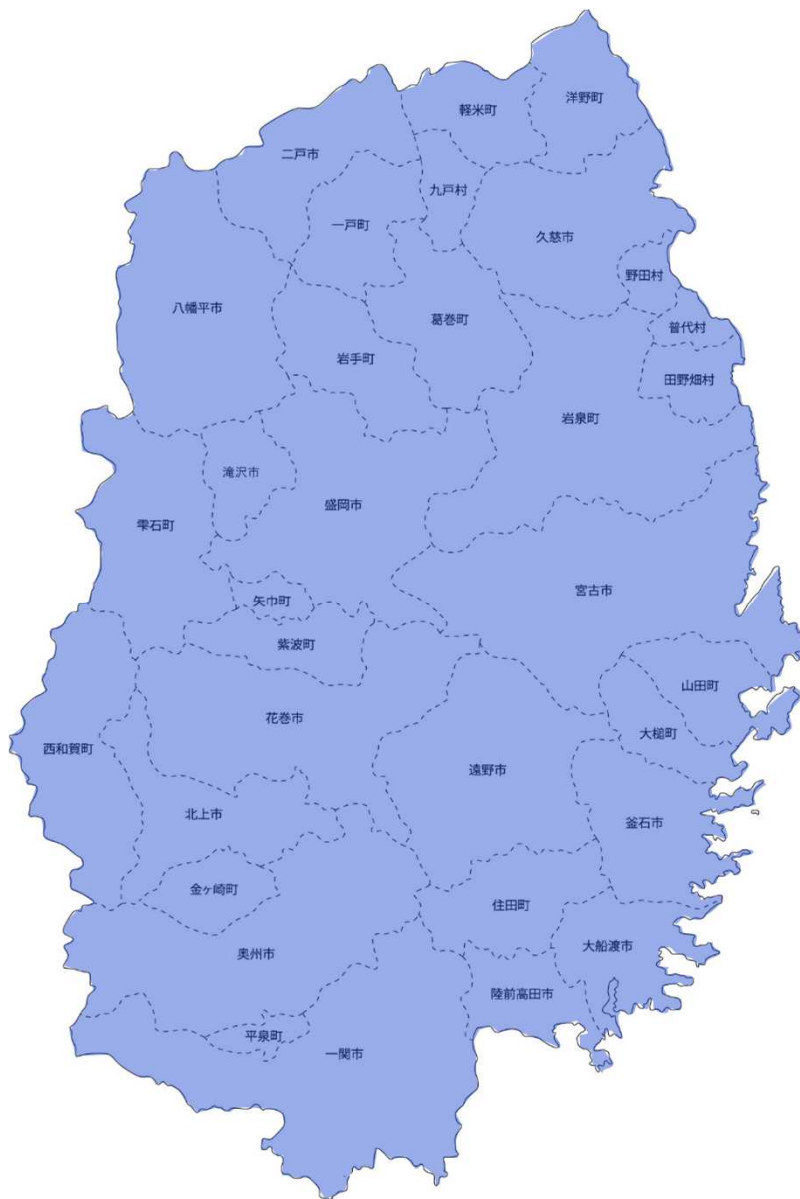 洋野町
軽米町
二戸市
九戸村
一戸町
久慈市
野田村
八幡平市
葛巻町
普代村
岩手町
田野畑村
岩泉町
滝沢市
盛岡市
雫石町
宮古市
矢巾町
紫波町
山田町
花巻市
大槌町
西和賀町
遠野市
北上市
釜石市
金ヶ崎町
住田町
大船渡市
奥州市
陸前高田市
平泉町
一関市